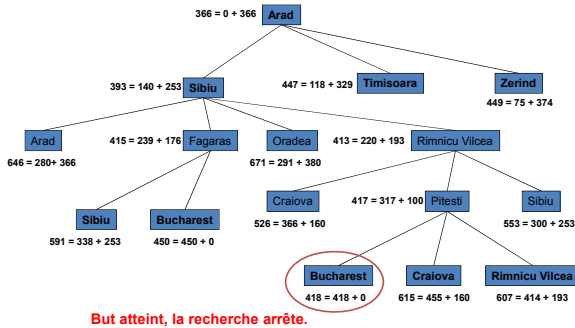 366 = 0 + 366 Arad
393 = 140 + 253 Sibiu
447 = 118 + 329 Timisoara
Zerind
449 = 75 + 374
Arad
646 = 280+ 366
415 = 239 + 176 Fagaras
Oradea
671 = 291 + 380
413 = 220 + 193 Rimnicu Vilcea
Sibiu
591 = 338 + 253
Bucharest
450 = 450 + 0
Craiova
526 = 366 + 160
417 = 317 + 100 Pitesti
Sibiu
553 = 300 + 253
Bucharest
418 = 418 + 0
Craiova
615 = 455 + 160
Rimnicu Vilcea
607 = 414 + 193
But atteint, la recherche arrête.